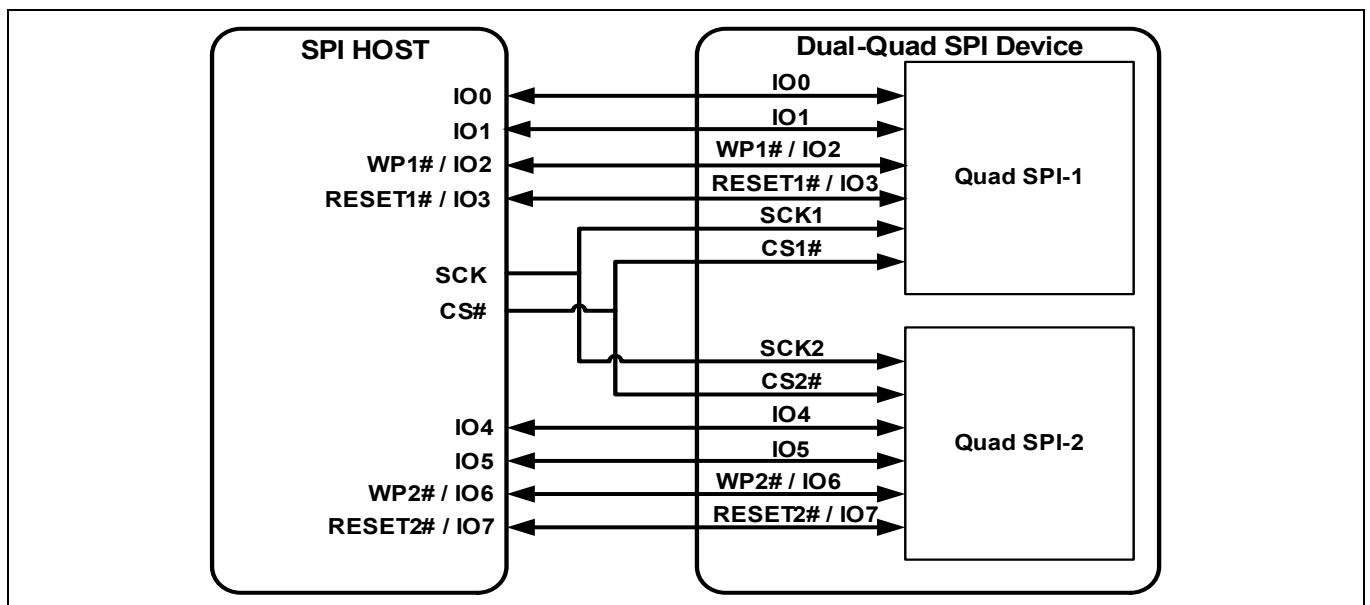 SPI HOST
Dual-Quad SPI Device
IO0
IO0
IO1
IO1
WP1# / IO2
WP1# / IO2
RESET1# / IO3
RESET1# / IO3
Quad SPI-1
SCK1
CS1#
SCK
CS#
SCK2
CS2#
IO4
IO4
IO5
IO5
Quad SPI-2
WP2# / IO6
WP2# / IO6
RESET2# / IO7
RESET2# / IO7